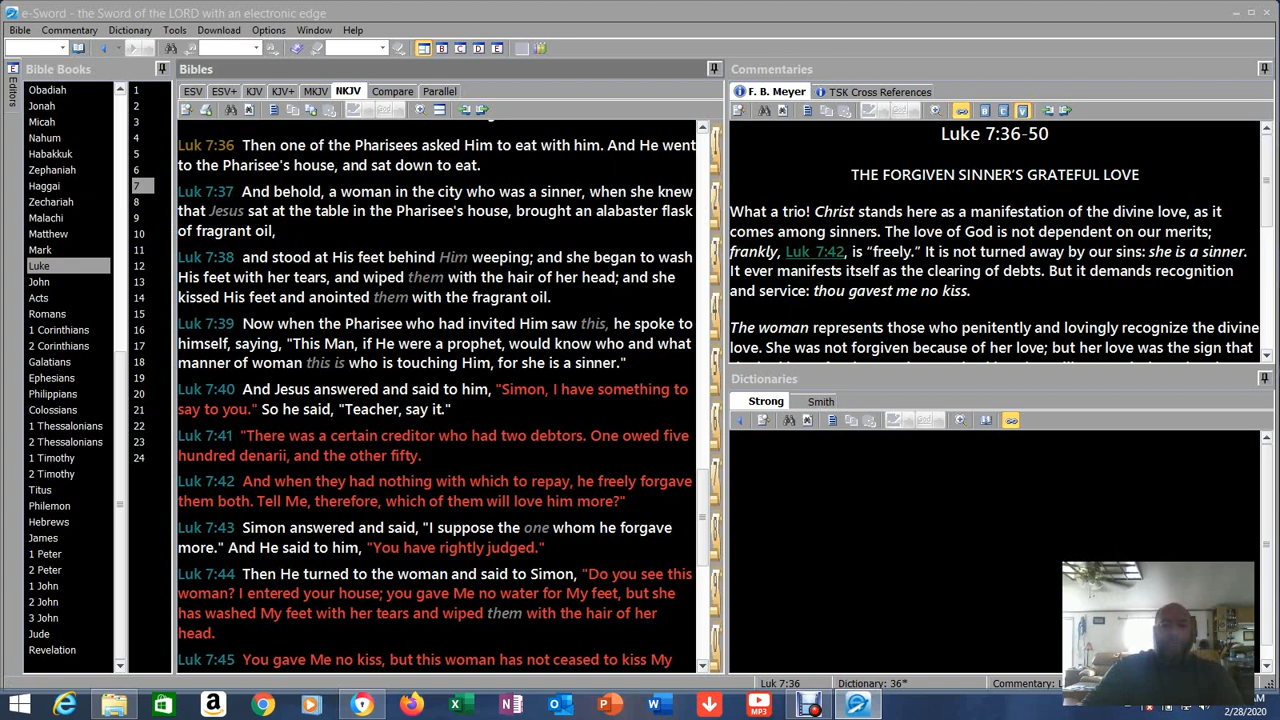 e-Sword - the Sword of the LORD with an electronic edge
Bible Commentary Dictionary Tools Download Options Window Help
B C D E
Editors
Bible Books
Obadiah
Jonah
Micah
Nahum
Habakkuk
Zephaniah
Haggai
Zechariah
Malachi
Matthew
Mark
Luke
John
Acts
Romans
1 Corinthians
2 Corinthians
Galatians
Ephesians
Philippians
Colossians
1 Thessalonians
2 Thessalonians
1 Timothy
2 Timothy
Titus
Philemon
Hebrews
James
1 Peter
2 Peter
1 John
2 John
3 John
Jude
Revelation
1
2
3
4
5
6
7
8
9
10
11
12
13
14
15
16
17
18
19
20
21
22
23
24
Bibles
ESV ESV+ KJV KJV+ MKJV NKJV Compare Parallel
Luk 7:36 Then one of the Pharisees asked Him to eat with him. And He went
to the Pharisee's house, and sat down to eat.
Luk 7:37 And behold, a woman in the city who was a sinner, when she knew
that Jesus sat at the table in the Pharisee's house, brought an alabaster flask
of fragrant oil,
Luk 7:38 and stood at His feet behind Him weeping; and she began to wash
His feet with her tears, and wiped them with the hair of her head; and she
kissed His feet and anointed them with the fragrant oil.
Luk 7:39 Now when the Pharisee who had invited Him saw this, he spoke to
himself, saying, "This Man, if He were a prophet, would know who and what
manner of woman this is who is touching Him, for she is a sinner."
Luk 7:40 And Jesus answered and said to him, "Simon, I have something to
say to you." So he said, "Teacher, say it."
Luk 7:41 "There was a certain creditor who had two debtors. One owed five
hundred denarii, and the other fifty.
Luk 7:42 And when they had nothing with which to repay, he freely forgave
them both. Tell Me, therefore, which of them will love him more?"
Luk 7:43 Simon answered and said, "I suppose the one whom he forgave
more." And He said to him, "You have rightly judged."
Luk 7:44 Then He turned to the woman and said to Simon, "Do you see this
woman? I entered your house; you gave Me no water for My feet, but she
has washed My feet with her tears and wiped them with the hair of her
head.
Luk 7:45 You gave Me no kiss, but this woman has not ceased to kiss My
Commentaries
F. B. Meyer TSK Cross References
B C V
Luke 7:36-50
THE FORGIVEN SINNER'S GRATEFUL LOVE
What a trio! Christ stands here as a manifestation of the divine love, as it
comes among sinners. The love of God is not dependent on our merits;
frankly, Luk 7:42, is “freely.” It is not turned away by our sins: she is a sinner.
It ever manifests itself as the clearing of debts. But it demands recognition
and service: thou gavest me no kiss.
The woman represents those who penitently and lovingly recognize the divine
love. She was not forgiven because of her love; but her love was the sign that
Dictionaries
Strong Smith
Luk 7:36 Dictionary: 36* Commentary:
MP3
2/28/2020